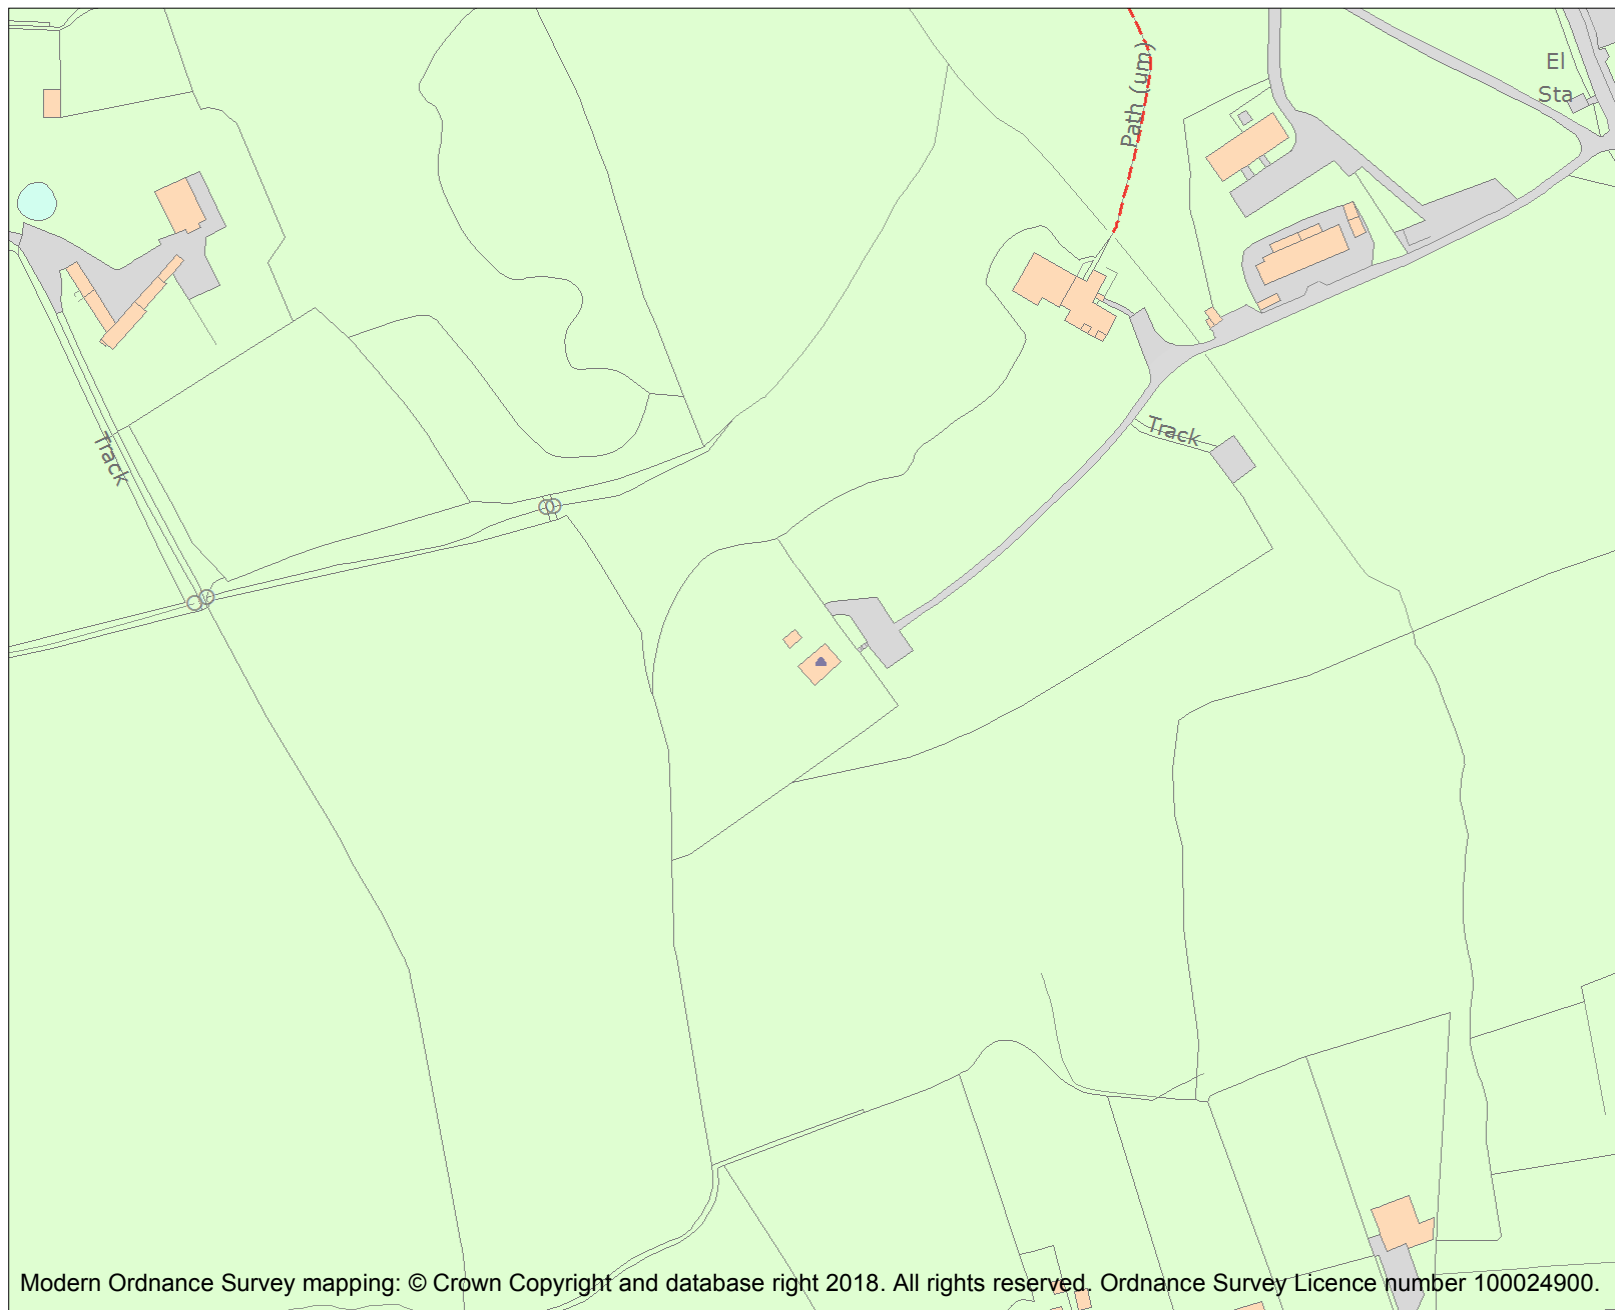 El
Sta
Path (um)
Track
Track
Modern Ordnance Survey mapping: © Crown Copyright and database right 2018. All rights reserved. Ordnance Survey Licence number 100024900.